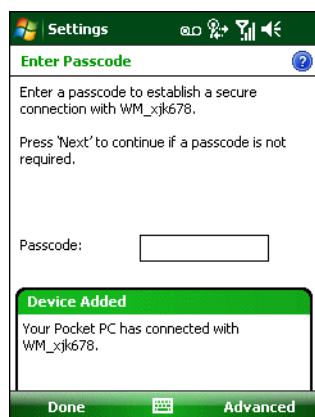 Settings
Enter Passcode
Enter a passcode to establish a secure
connection with WM_xjk678.
Press 'Next' to continue if a passcode is not
required.
Passcode:
Device Added
Your Pocket PC has connected with
WM_xjk678.
Done
Advanced